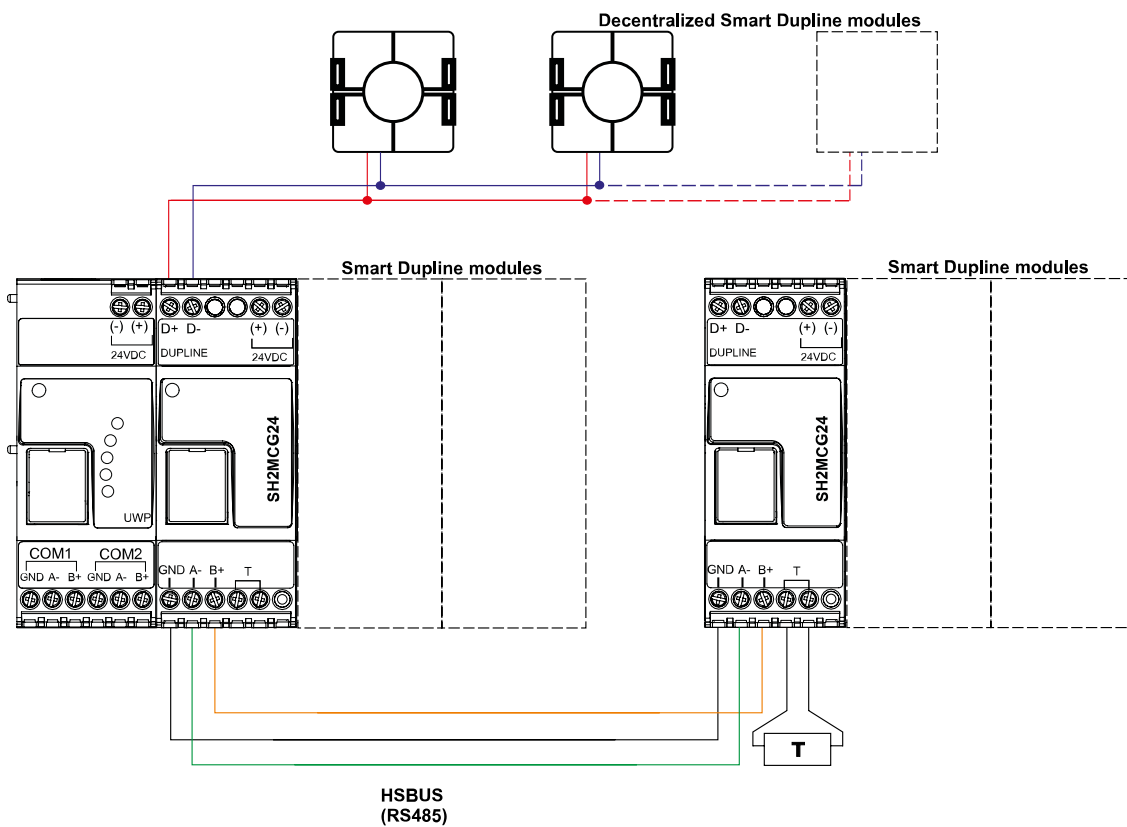 Decentralized Smart Dupline modules
Smart Dupline modules
Smart Dupline modules
(-) (+)
24VDC
D+ D-
(+) (-)
DUPLINE
24VDC
D+ D-
(+) (-)
DUPLINE
24VDC
UWP
SH2MCG24
SH2MCG24
COM1
COM2
GND A- B+ GND A- B+
GND A- B+ T
GND A- B+ T
T
HSBUS
(RS485)